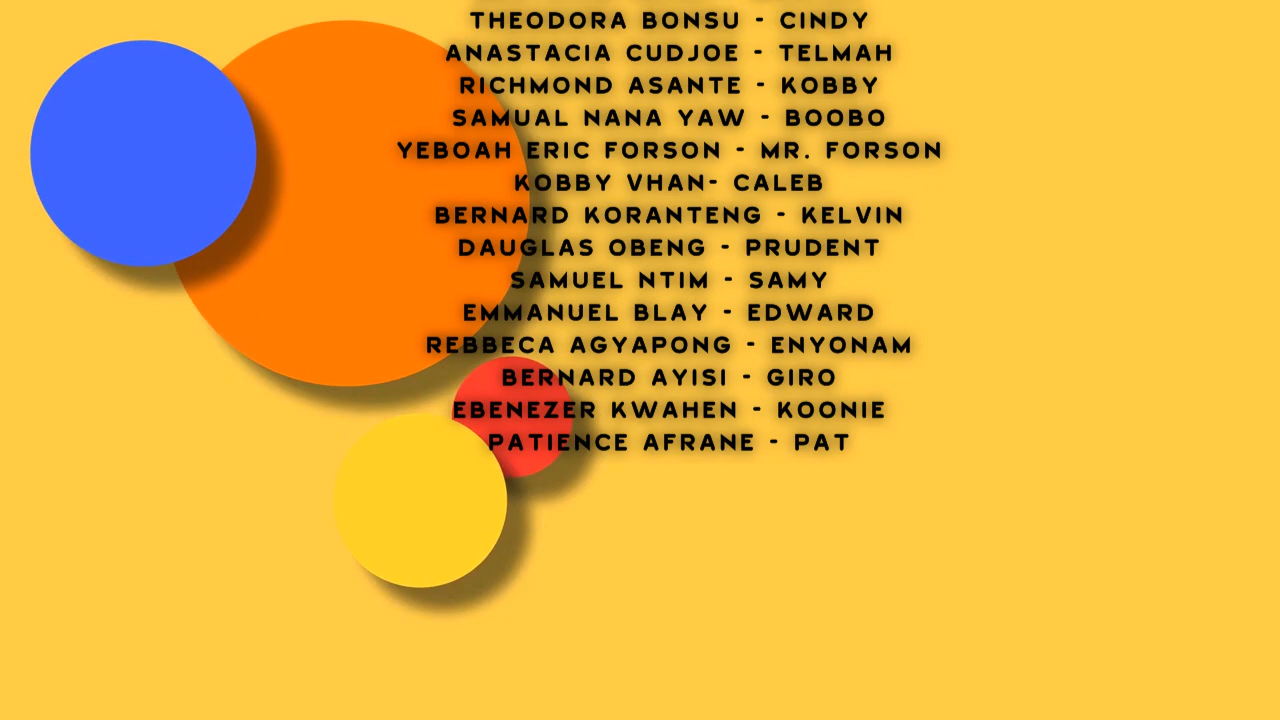 THEODORA BONSU - CINDY
ANASTACIA CUDJOE - TELMAH
RICHMOND ASANTE - KOBBY
SAMUAL NANA YAW - BOOBO
YEBOAH ERIC FORSON - MR. FORSON
KOBBY VHAN- CALEB
BERNARD KORANTENG - KELVIN
DAUGLAS OBENG - PRUDENT
SAMUEL NTIM - SAMY
EMMANUEL BLAY - EDWARD
REBBECA AGYAPONG - ENYONAM
BERNARD AYISI - GIRO
EBENEZER KWAHEN - KOONIE
PATIENCE AFRANE - PAT